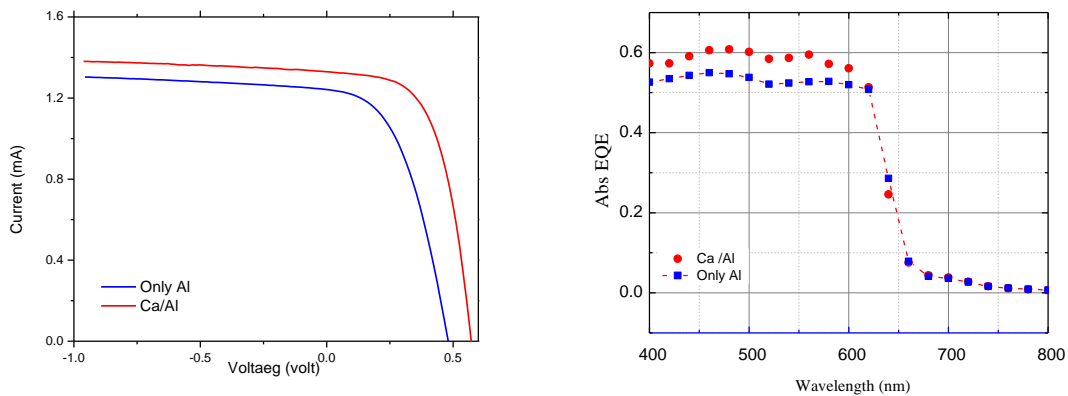 1.6
1.2
0.8
0.4
0.0
-1.0
-0.5
0.0
0.5
Current (mA)
Voltaeg (volt)
Only Al
Ca/Al
0.6
0.4
0.2
0.0
400
500
600
700
800
Abs EQE
Wavelength (nm)
Ca /Al
Only Al